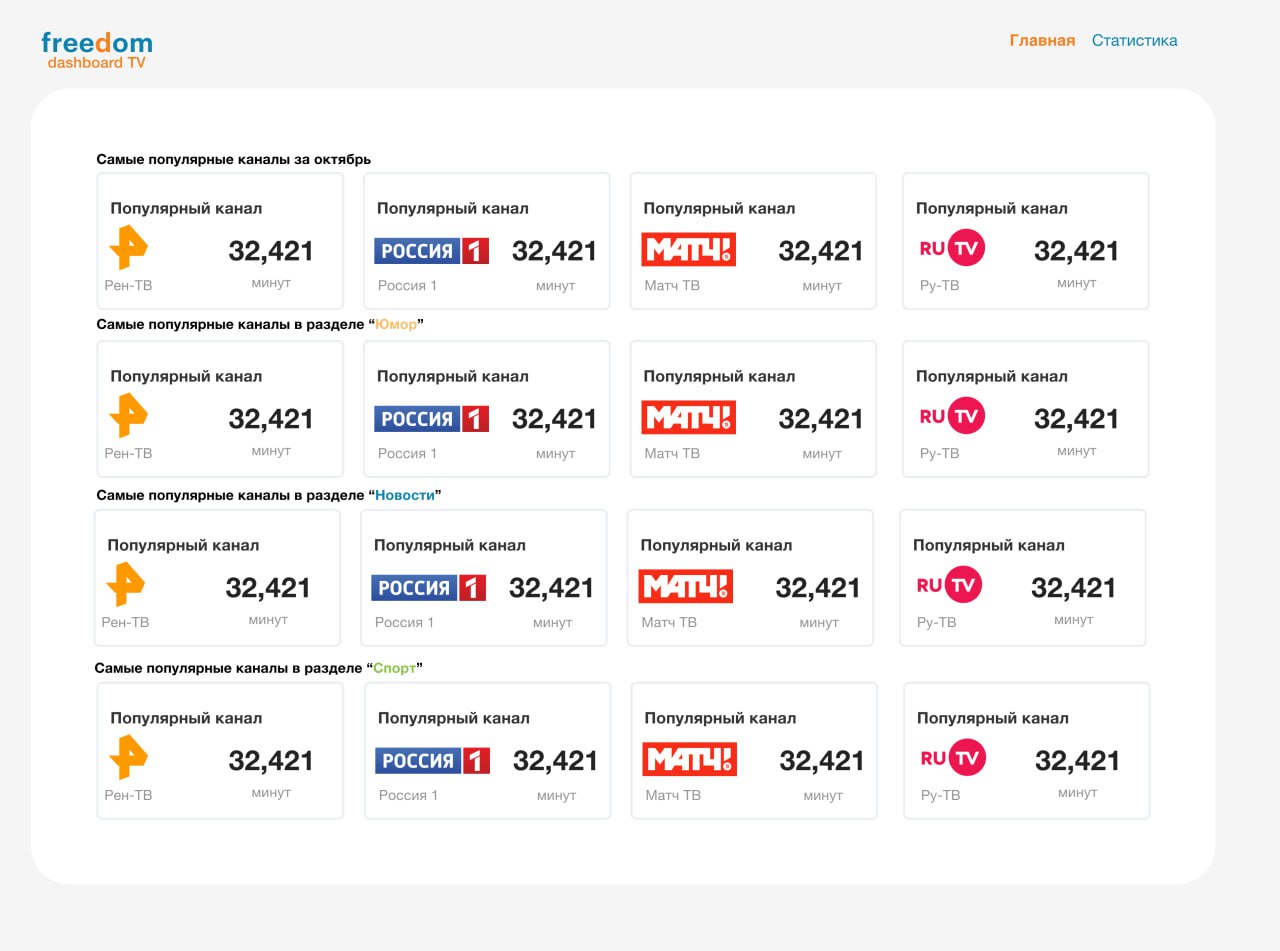 freedom
dashboard TV
Главная Статистика
Самые популярные каналы за октябрь
Популярный канал Популярный канал Популярный канал Популярный канал
32,421 РОССИЯ 1 32,421 МАТЧ! 32,421 RU TV 32,421
Рен-ТВ минут Россия 1 минут Матч ТВ минут Ру-ТВ минут
Самые популярные каналы в разделе “Юмор”
Популярный канал Популярный канал Популярный канал Популярный канал
32,421 РОССИЯ 1 32,421 МАТЧ! 32,421 RU TV 32,421
Рен-ТВ минут Россия 1 минут Матч ТВ минут Ру-ТВ минут
Самые популярные каналы в разделе “Новости”
Популярный канал Популярный канал Популярный канал Популярный канал
32,421 РОССИЯ 1 32,421 МАТЧ! 32,421 RU TV 32,421
Рен-ТВ минут Россия 1 минут Матч ТВ минут Ру-ТВ минут
Самые популярные каналы в разделе “Спорт”
Популярный канал Популярный канал Популярный канал Популярный канал
32,421 РОССИЯ 1 32,421 МАТЧ! 32,421 RU TV 32,421
Рен-ТВ минут Россия 1 минут Матч ТВ минут Ру-ТВ минут